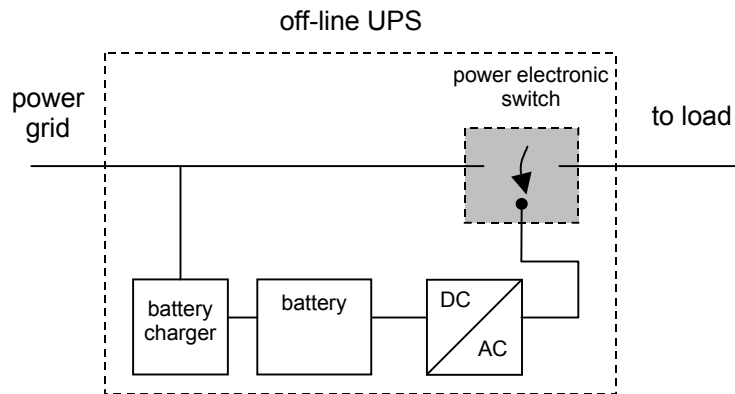 off-line UPS
power electronic
switch
power
grid
to load
battery
charger
battery
DC
AC